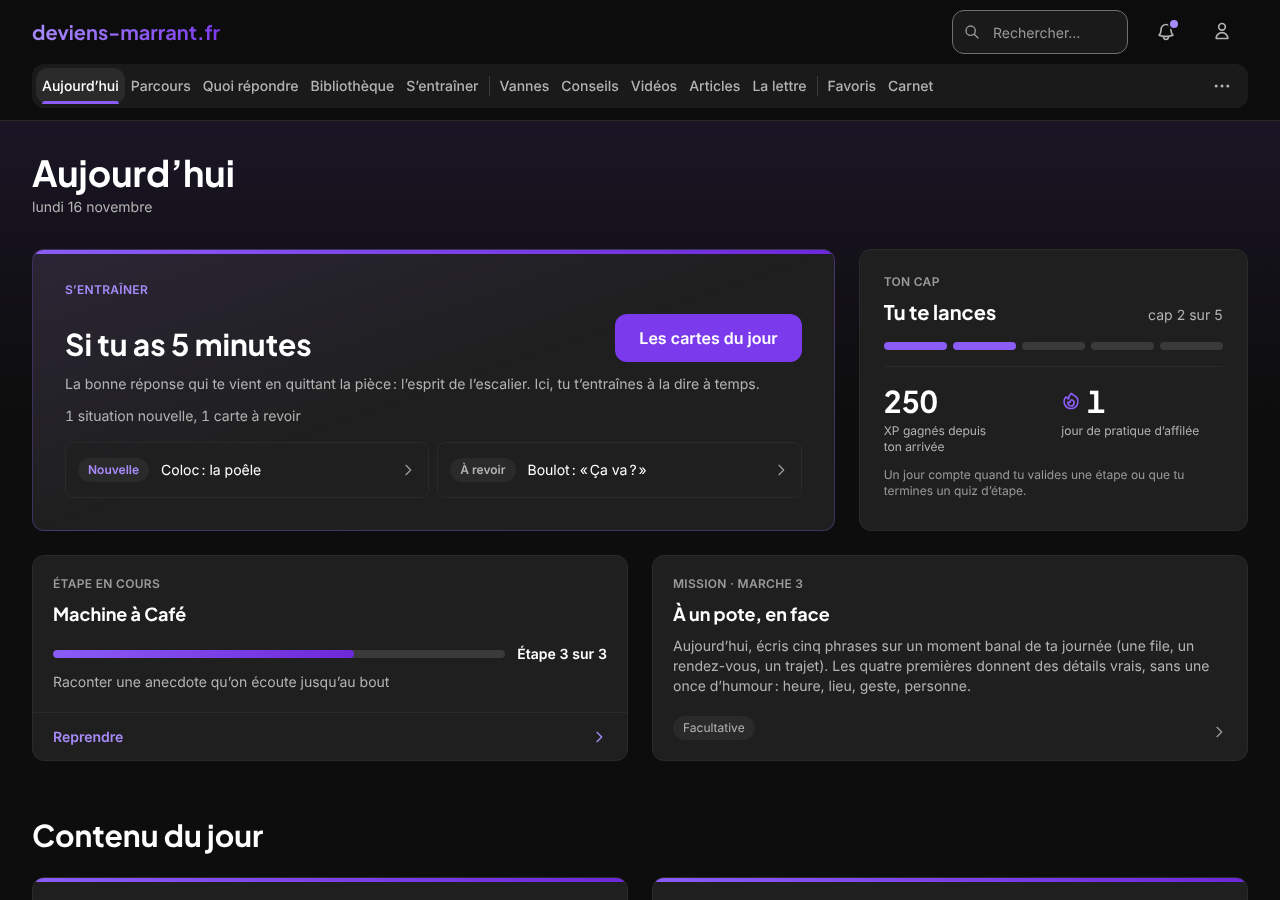 deviens-marrant.fr
Rechercher…
Aujourd’hui Parcours Quoi répondre Bibliothèque S’entraîner Vannes Conseils Vidéos Articles La lettre Favoris Carnet
Aujourd’hui
lundi 16 novembre
S’ENTRAÎNER
Si tu as 5 minutes
Les cartes du jour
La bonne réponse qui te vient en quittant la pièce : l’esprit de l’escalier. Ici, tu t’entraînes à la dire à temps.
1 situation nouvelle, 1 carte à revoir
Nouvelle Coloc : la poêle
À revoir Boulot : « Ça va ? »
TON CAP
Tu te lances
cap 2 sur 5
250
XP gagnés depuis
ton arrivée
1
jour de pratique d’affilée
Un jour compte quand tu valides une étape ou que tu
termines un quiz d’étape.
ÉTAPE EN COURS
Machine à Café
Étape 3 sur 3
Raconter une anecdote qu’on écoute jusqu’au bout
Reprendre
MISSION · MARCHE 3
À un pote, en face
Aujourd’hui, écris cinq phrases sur un moment banal de ta journée (une file, un
rendez-vous, un trajet). Les quatre premières donnent des détails vrais, sans une
once d’humour : heure, lieu, geste, personne.
Facultative
Contenu du jour